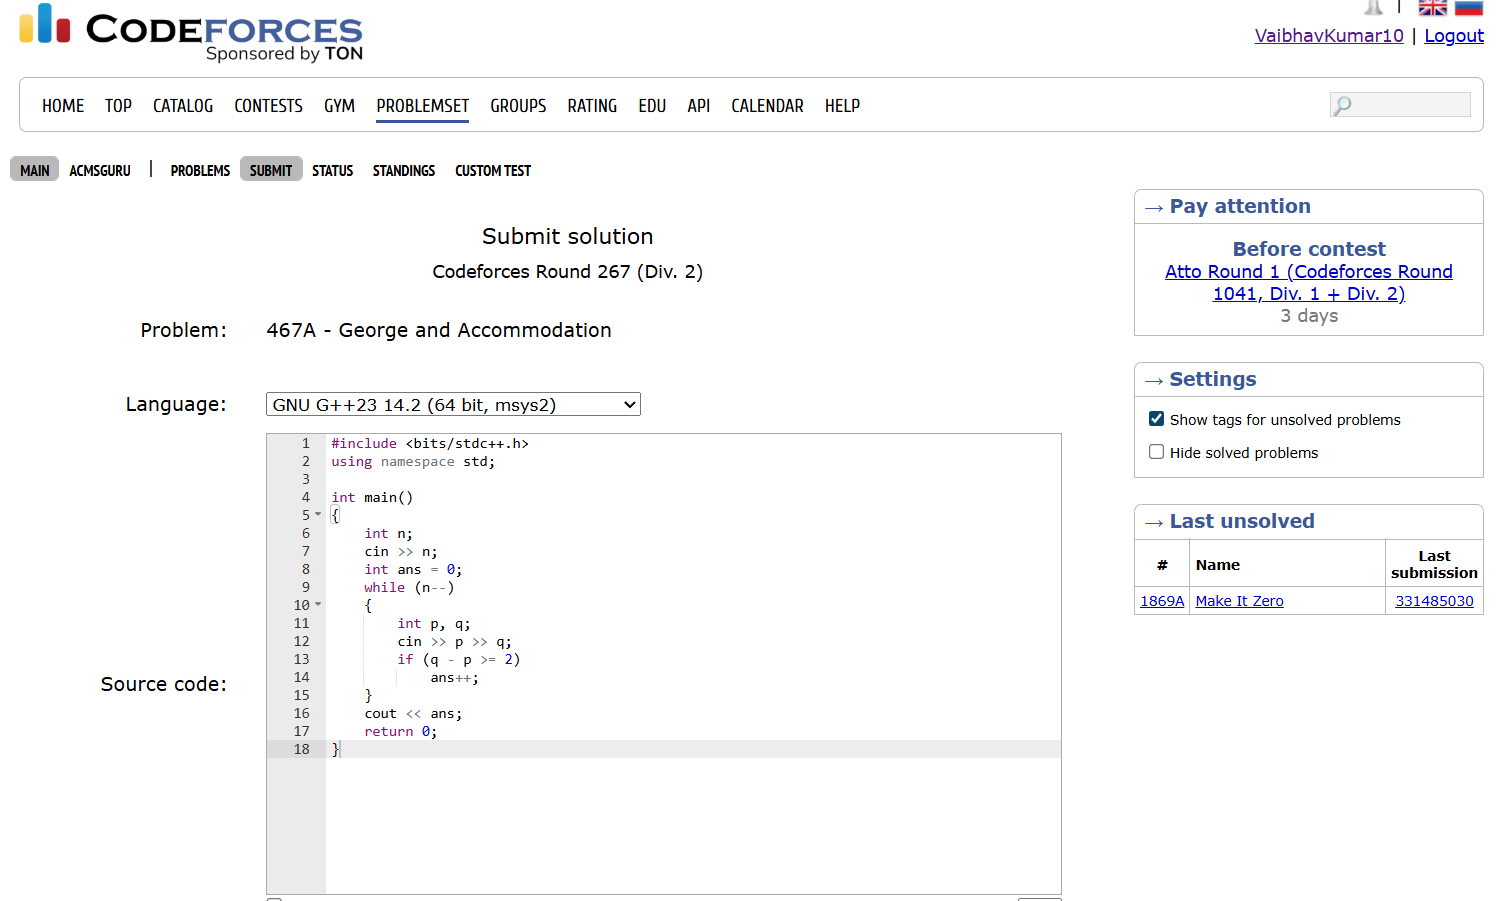 CODEFORCES
Sponsored by TON
|
VaibhavKumar10 | Logout
HOME TOP CATALOG CONTESTS GYM PROBLEMSET GROUPS RATING EDU API CALENDAR HELP
MAIN ACMSGURU | PROBLEMS SUBMIT STATUS STANDINGS CUSTOM TEST
Submit solution
Codeforces Round 267 (Div. 2)
Problem: 467A - George and Accommodation
Language: GNU G++23 14.2 (64 bit, msys2)
Source code:
1 #include <bits/stdc++.h>
2 using namespace std;
3
4 int main()
5 {
6     int n;
7     cin >> n;
8     int ans = 0;
9     while (n--)
10     {
11         int p, q;
12         cin >> p >> q;
13         if (q - p >= 2)
14             ans++;
15     }
16     cout << ans;
17     return 0;
18 }
→ Pay attention
Before contest
Atto Round 1 (Codeforces Round
1041, Div. 1 + Div. 2)
3 days
→ Settings
Show tags for unsolved problems
Hide solved problems
→ Last unsolved
# Name Last
submission
1869A Make It Zero 331485030